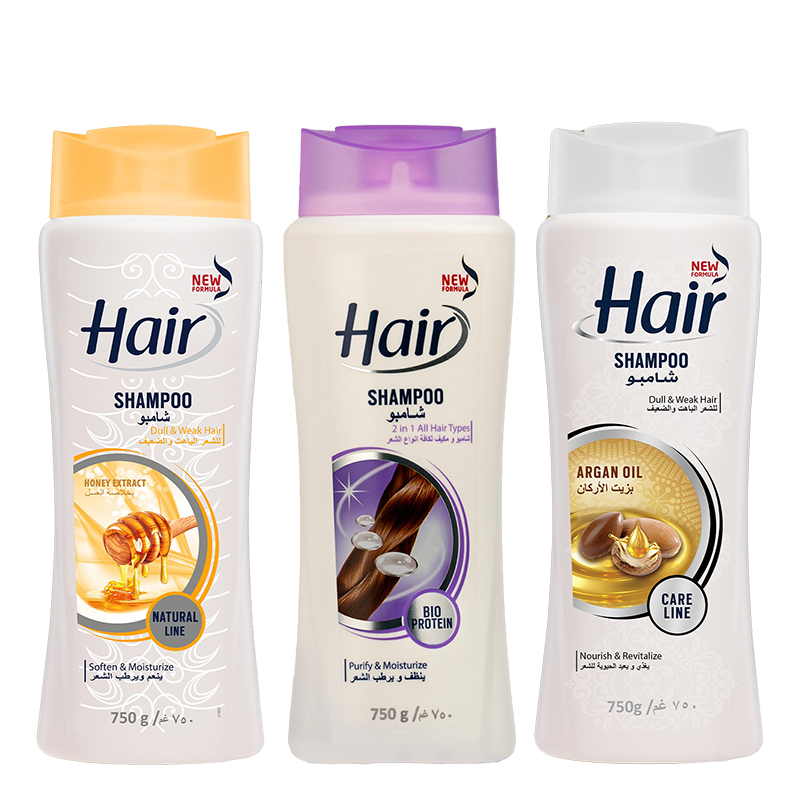 NEW
FORMULA
Hair
SHAMPOO
شامبو
Dull & Weak Hair
للشعر الباهت والضعيف
HONEY EXTRACT
بخلاصة العسل
NATURAL
LINE
Soften & Moisturize
ينعم ويرطب الشعر
750 g / ٧٥٠ غم
NEW
FORMULA
Hair
SHAMPOO
شامبو
2 in 1 All Hair Types
شامبو و مكيف لكافة انواع الشعر
BIO
PROTEIN
Purify & Moisturize
ينظف و يرطب الشعر
750 g / ٧٥٠ غم
NEW
FORMULA
Hair
SHAMPOO
شامبو
Dull & Weak Hair
للشعر الباهت والضعيف
ARGAN OIL
بزيت الأركان
CARE
LINE
Nourish & Revitalize
يغذي و يعيد الحيوية للشعر
750g / ٧٥٠ غم